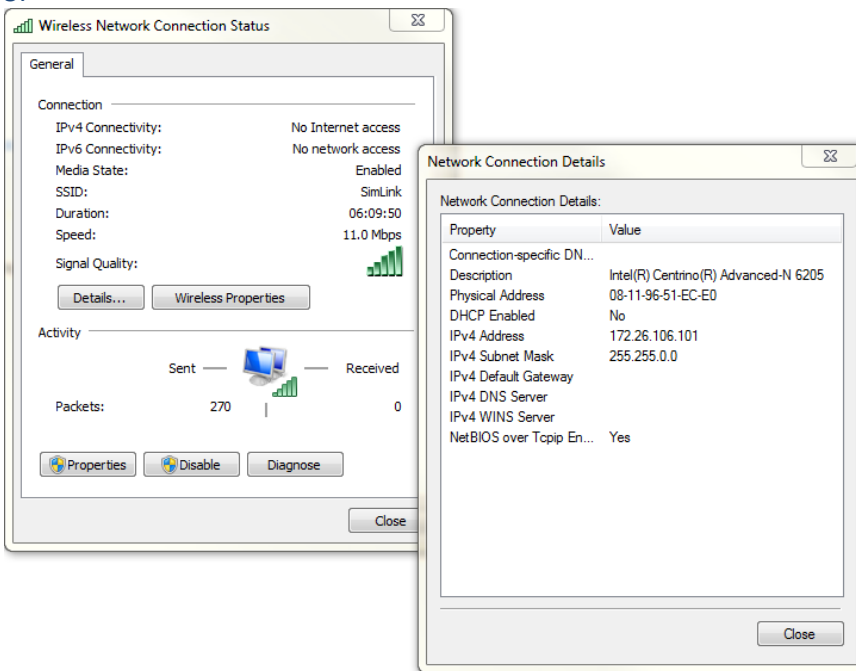 Wireless Network Connection Status
General
Connection
IPv4 Connectivity: No Internet access
IPv6 Connectivity: No network access
Media State: Enabled
SSID: SimLink
Duration: 06:09:50
Speed: 11.0 Mbps
Signal Quality:
Details... Wireless Properties
Activity
Sent Received
Packets: 270 0
Properties Disable Diagnose
Close
Network Connection Details
Network Connection Details:
Property Value
Connection-specific DN...
Description Intel(R) Centrino(R) Advanced-N 6205
Physical Address 08-11-96-51-EC-E0
DHCP Enabled No
IPv4 Address 172.26.106.101
IPv4 Subnet Mask 255.255.0.0
IPv4 Default Gateway
IPv4 DNS Server
IPv4 WINS Server
NetBIOS over Tcpip En... Yes
Close